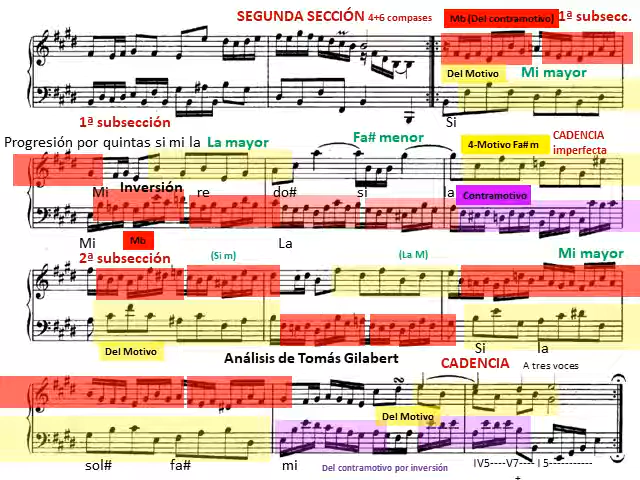 SEGUNDA SECCIÓN 4+6 compases
Mb (Del contramotivo) 1ª subsecc.
Del Motivo Mi mayor
1ª subsección Si
Progresión por quintas si mi la La mayor Fa# menor 4-Motivo Fa# m CADENCIA imperfecta
Mi Inversión re do# si la Contramotivo
Mi Mb La
2ª subsección (Si m) (La M) Mi mayor
Del Motivo Si la
Análisis de Tomás Gilabert CADENCIA A tres voces
Del Motivo
sol# fa# mi Del contramotivo por inversión IV5----V7---- I 5-----------
+